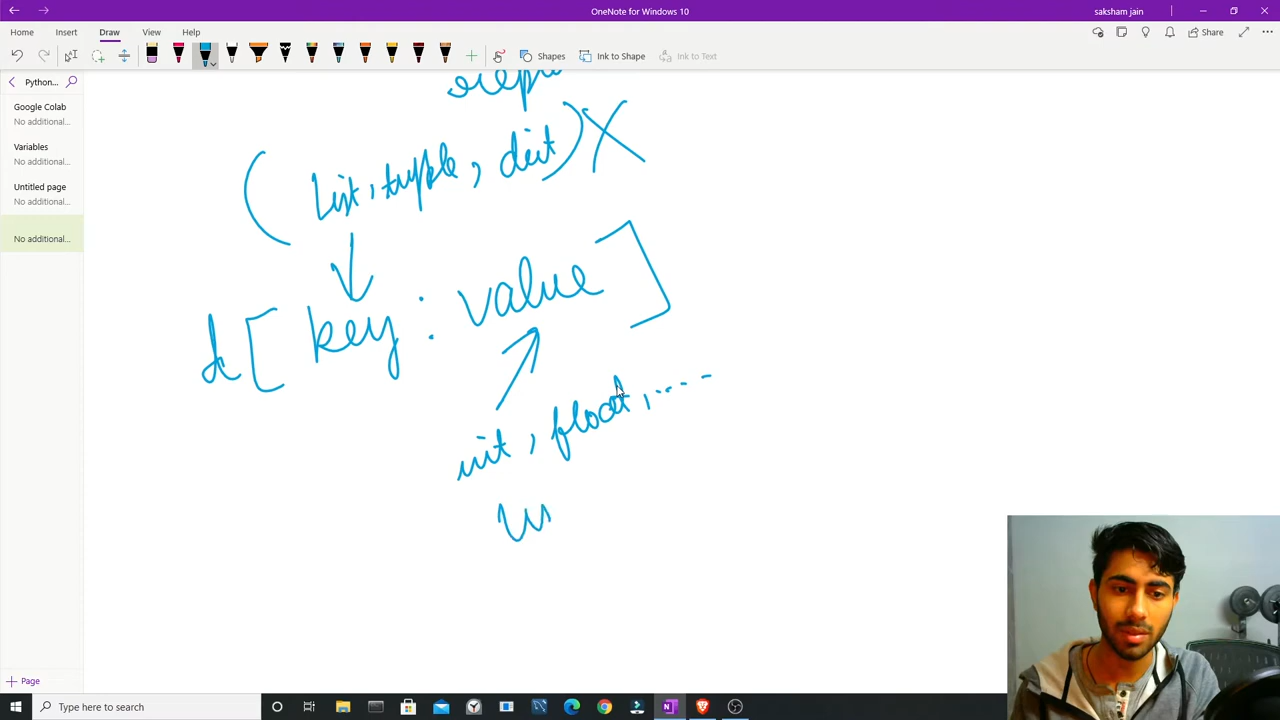 OneNote for Windows 10
saksham jain
Home Insert Draw View Help
Share
Shapes Ink to Shape Ink to Text
Python...
Google Colab
No additional...
Variables
No additional...
Untitled page
No additional...
No additional...
(List, tuple, dict) X
d[key : value]
int, float, ....
Page
Type here to search